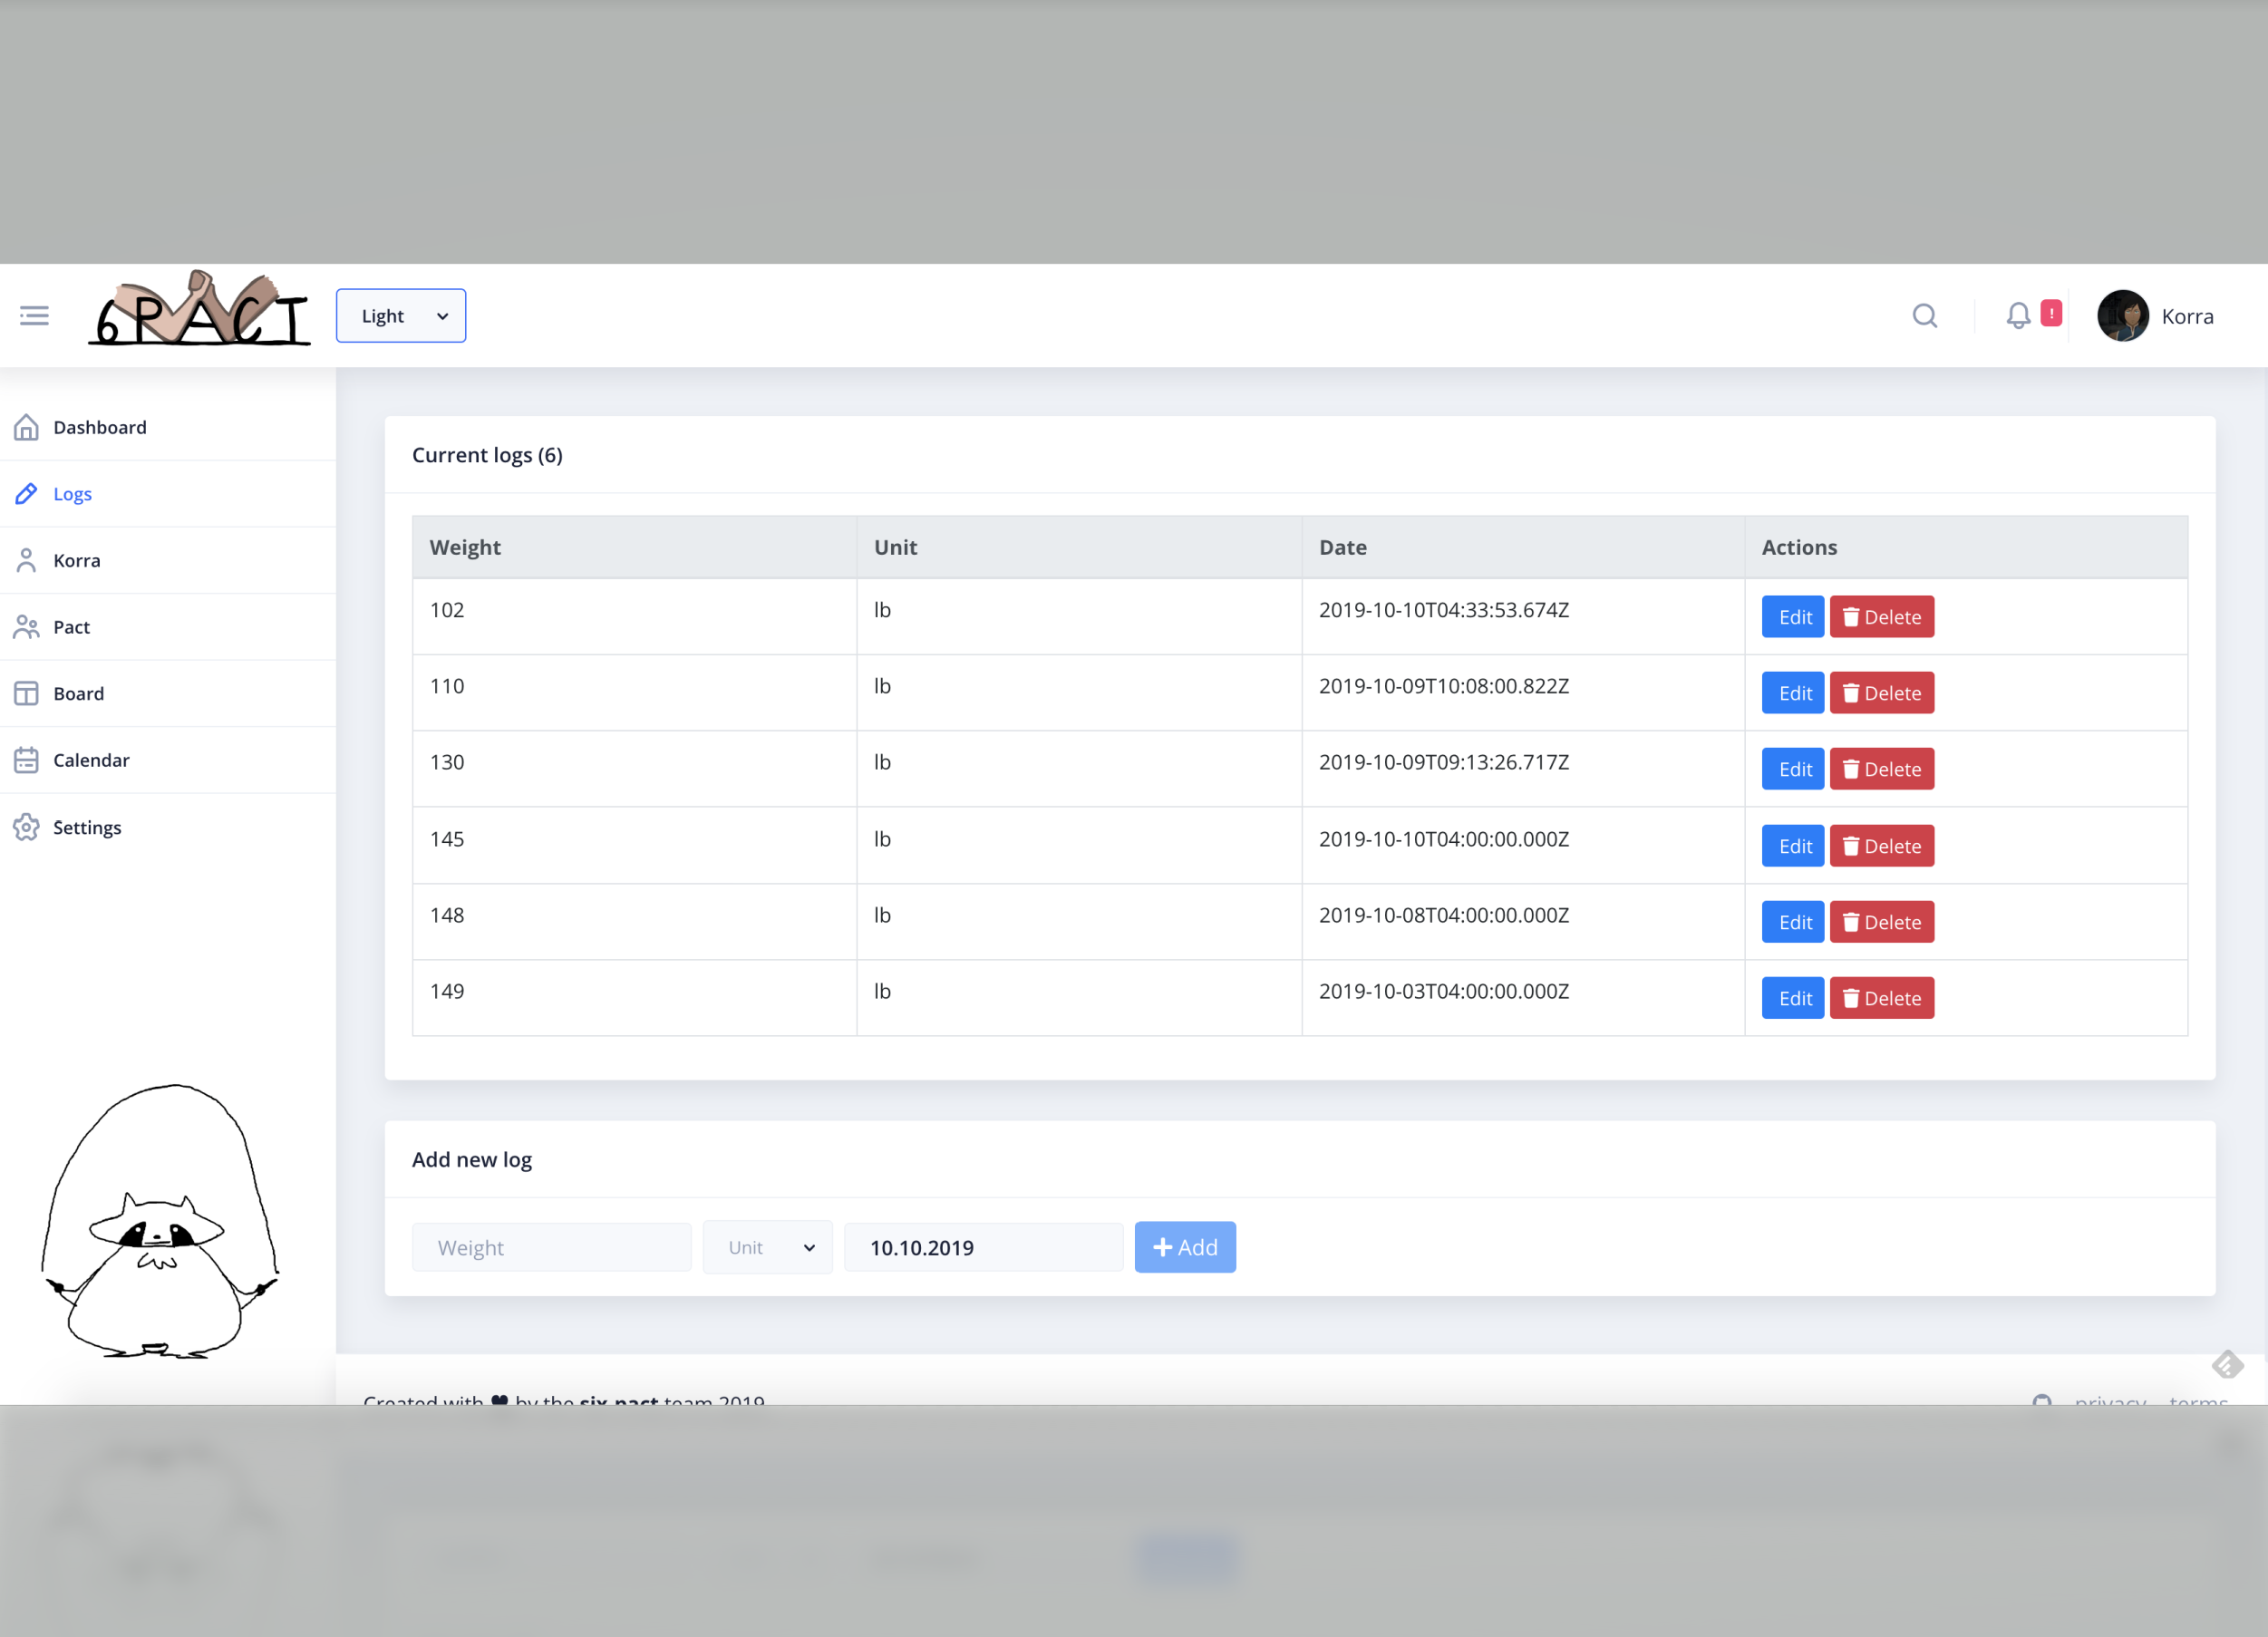 6PACT
Light
!
Korra
Dashboard
Logs
Korra
Pact
Board
Calendar
Settings
Current logs (6)
Weight Unit Date Actions
102 lb 2019-10-10T04:33:53.674Z Edit Delete
110 lb 2019-10-09T10:08:00.822Z Edit Delete
130 lb 2019-10-09T09:13:26.717Z Edit Delete
145 lb 2019-10-10T04:00:00.000Z Edit Delete
148 lb 2019-10-08T04:00:00.000Z Edit Delete
149 lb 2019-10-03T04:00:00.000Z Edit Delete
Add new log
Weight Unit 10.10.2019 + Add
Created with ♥ by the six pact team 2019
privacy terms